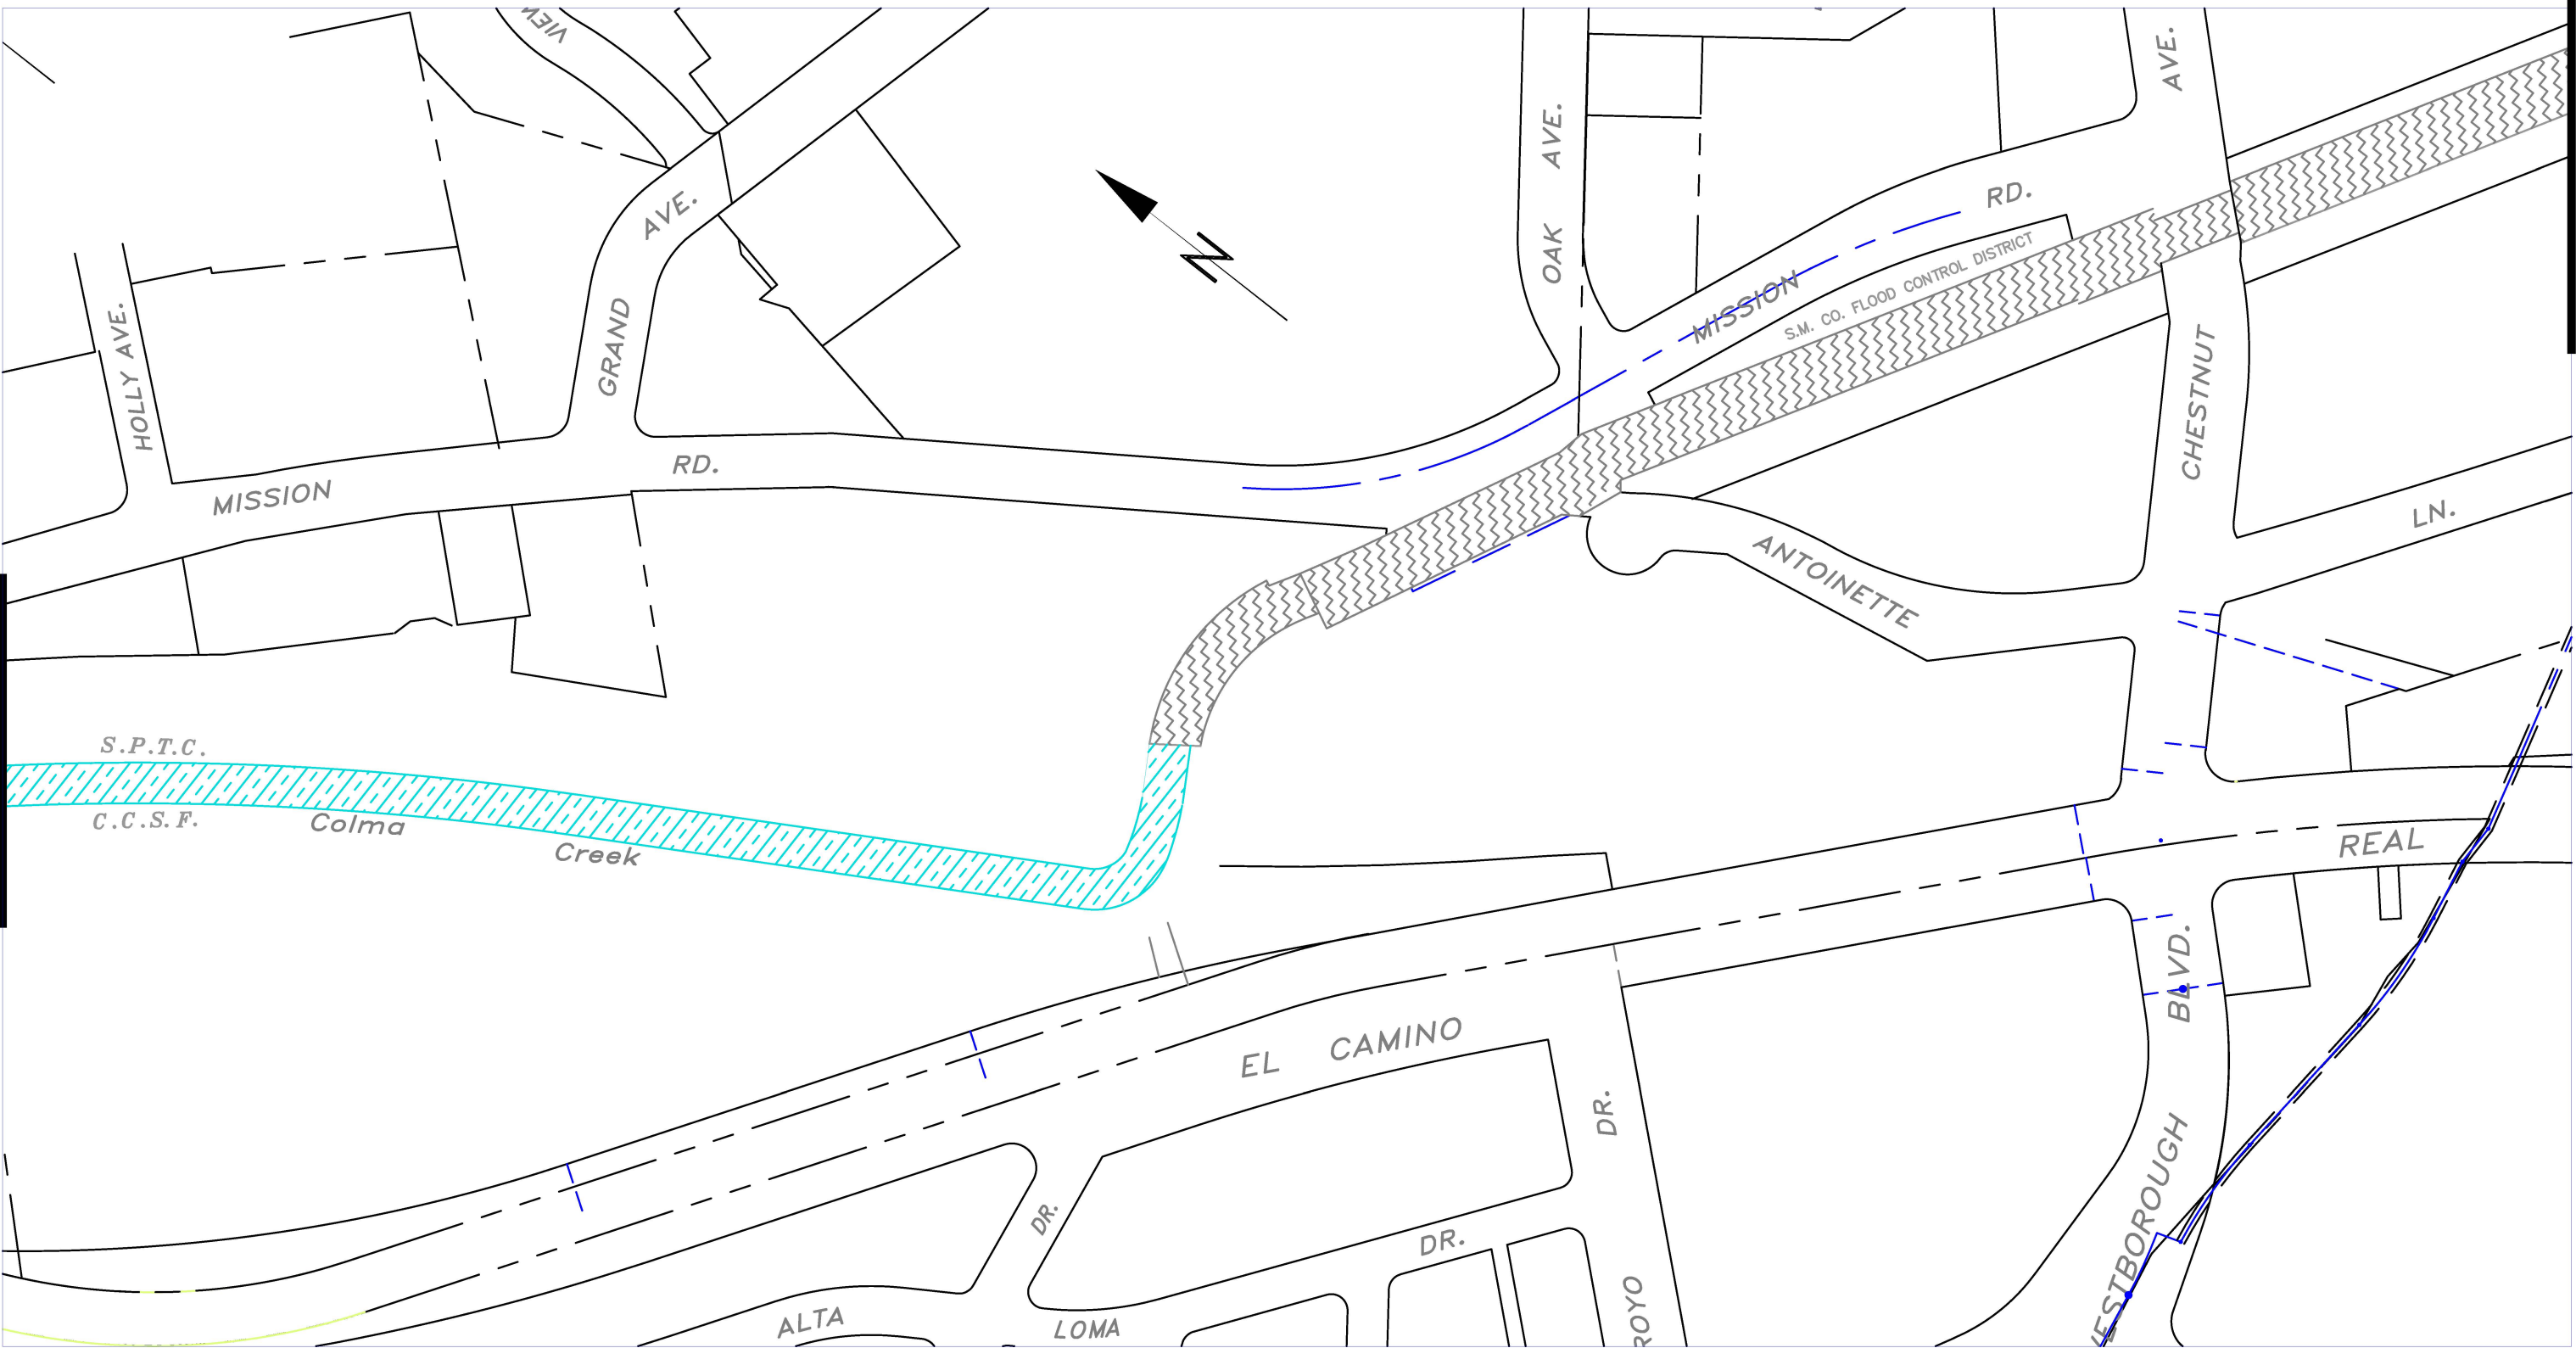 VIEW
AVE.
OAK AVE.
GRAND AVE.
HOLLY AVE.
MISSION RD.
MISSION RD.
S.M. CO. FLOOD CONTROL DISTRICT
N
CHESTNUT
LN.
ANTOINETTE
S.P.T.C.
C.C.S.F.
Colma
Creek
EL CAMINO REAL
BLVD.
ESTBOROUGH
DR.
DR.
DR.
ROYO
ALTA
LOMA